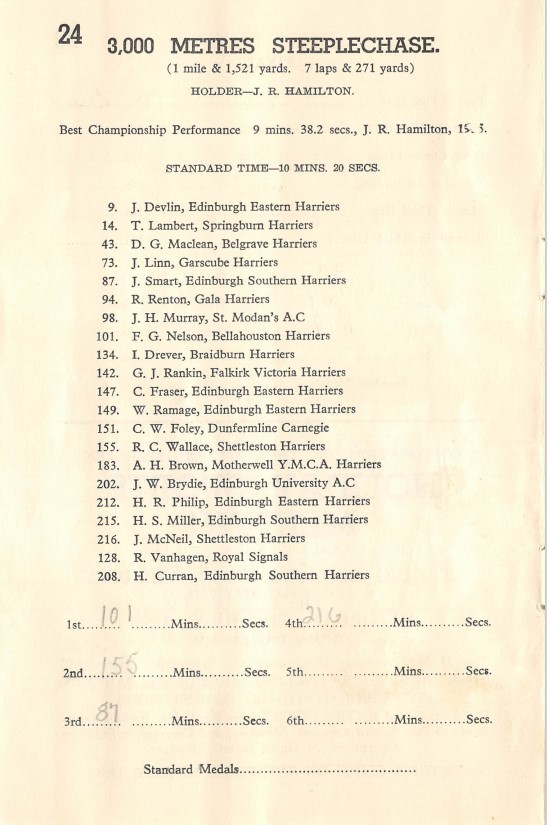 24
3,000 METRES STEEPLECHASE.
(1 mile & 1,521 yards. 7 laps & 271 yards)
HOLDER—J. R. HAMILTON.
Best Championship Performance 9 mins. 38.2 secs., J. R. Hamilton,
STANDARD TIME—10 MINS. 20 SECS.
9. J. Devlin, Edinburgh Eastern Harriers
14. T. Lambert, Springburn Harriers
43. D. G. Maclean, Belgrave Harriers
73. J. Linn, Garscube Harriers
87. J. Smart, Edinburgh Southern Harriers
94. R. Renton, Gala Harriers
98. J. H. Murray, St. Modan's A.C
101. F. G. Nelson, Bellahouston Harriers
134. I. Drever, Braidburn Harriers
142. G. J. Rankin, Falkirk Victoria Harriers
147. C. Fraser, Edinburgh Eastern Harriers
149. W. Ramage, Edinburgh Eastern Harriers
151. C. W. Foley, Dunfermline Carnegie
155. R. C. Wallace, Shettleston Harriers
183. A. H. Brown, Motherwell Y.M.C.A. Harriers
202. J. W. Brydie, Edinburgh University A.C
212. H. R. Philip, Edinburgh Eastern Harriers
215. H. S. Miller, Edinburgh Southern Harriers
216. J. McNeil, Shettleston Harriers
128. R. Vanhagen, Royal Signals
208. H. Curran, Edinburgh Southern Harriers
1st.....101.... .........Mins..........Secs. 4th..216..... .........Mins..........Secs.
2nd....155.... .........Mins..........Secs. 5th......... .........Mins..........Secs.
3rd..87..... .........Mins..........Secs. 6th......... .........Mins..........Secs.
Standard Medals............................................